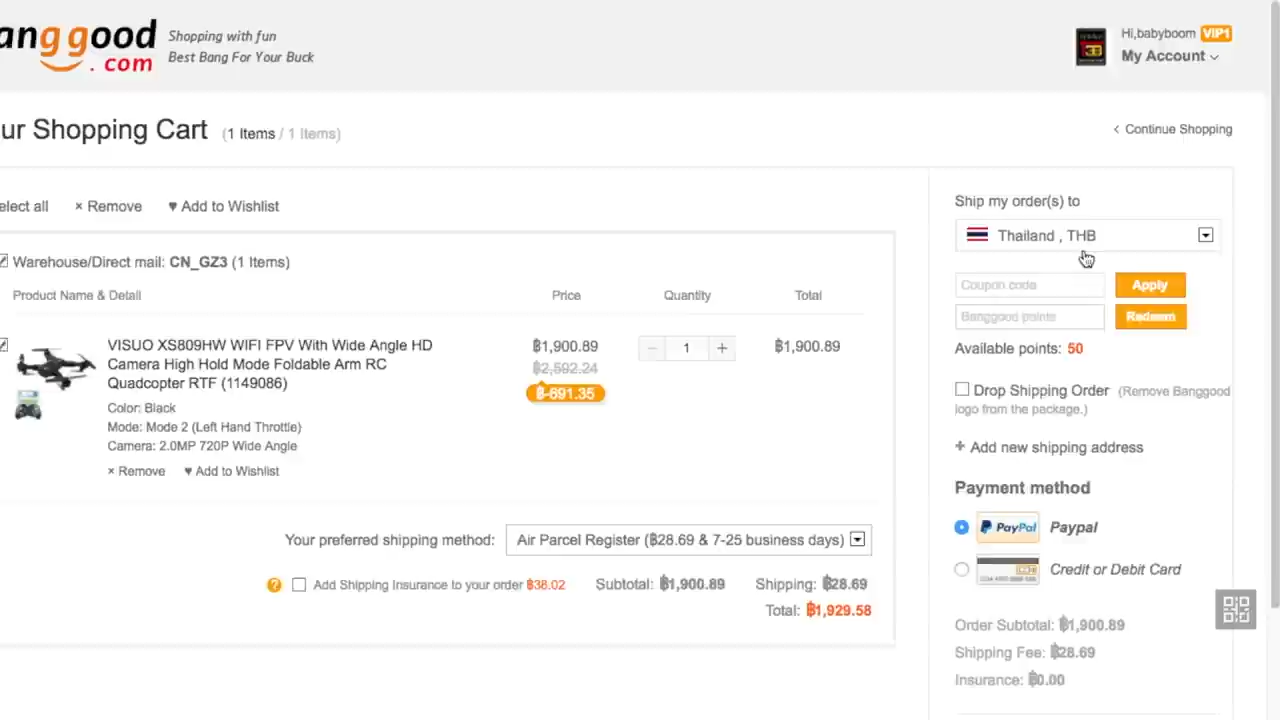 anggood
.com
Shopping with fun
Best Bang For Your Buck
Hi,babyboom VIP1
My Account
ur Shopping Cart (1 Items / 1 Items)
< Continue Shopping
elect all × Remove ♥ Add to Wishlist
Warehouse/Direct mail: CN_GZ3 (1 Items)
Product Name & Detail Price Quantity Total
VISUO XS809HW WIFI FPV With Wide Angle HD
Camera High Hold Mode Foldable Arm RC
Quadcopter RTF (1149086)
Color: Black
Mode: Mode 2 (Left Hand Throttle)
Camera: 2.0MP 720P Wide Angle
× Remove ♥ Add to Wishlist
฿1,900.89
฿2,592.24
฿-691.35
− 1 +
฿1,900.89
Your preferred shipping method: Air Parcel Register (฿28.69 & 7-25 business days)
? Add Shipping Insurance to your order ฿38.02 Subtotal: ฿1,900.89 Shipping: ฿28.69
Total: ฿1,929.58
Ship my order(s) to
Thailand , THB
Coupon code Apply
Banggood points Redeem
Available points: 50
Drop Shipping Order (Remove Banggood
logo from the package.)
+ Add new shipping address
Payment method
PayPal Paypal
Credit or Debit Card
Order Subtotal: ฿1,900.89
Shipping Fee: ฿28.69
Insurance: ฿0.00